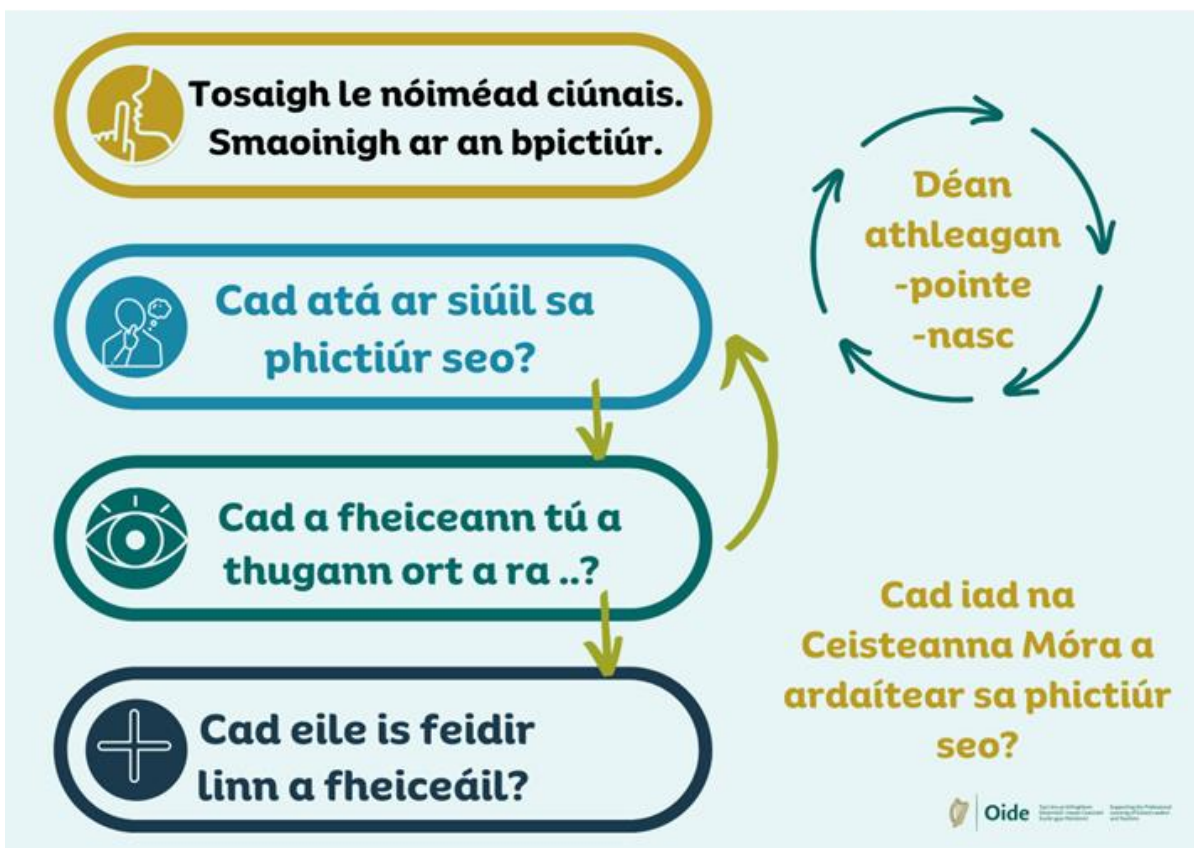 Tosaigh le nóiméad ciúnais.
Smaoinigh ar an bpictiúr.
Cad atá ar siúil sa
phictiúr seo?
Cad a fheiceann tú a
thugann ort a ra ..?
Cad eile is feidir
linn a fheiceáil?
Déan
athleagan
-pointe
-nasc
Cad iad na
Ceisteanna Móra a
ardaítear sa phictiúr
seo?
Oide